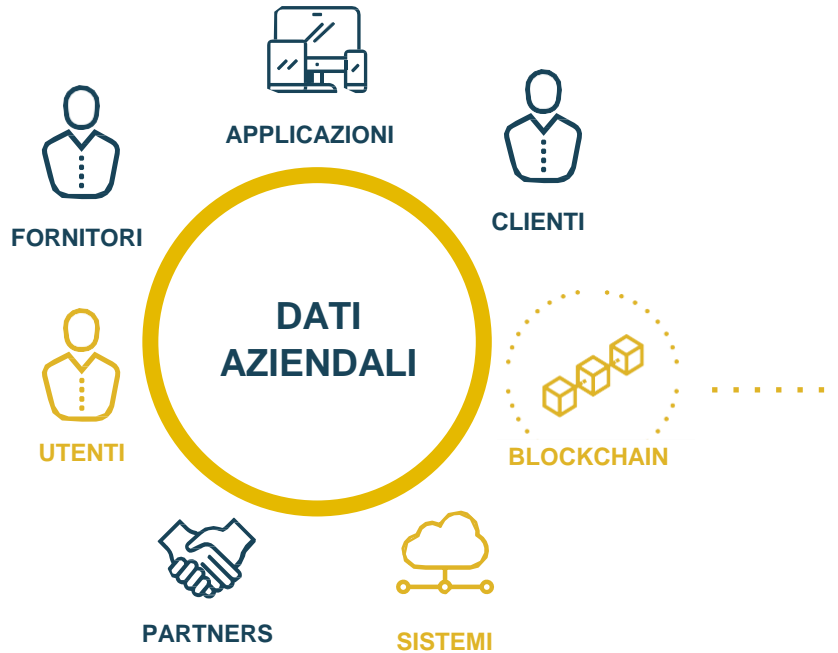 APPLICAZIONI
CLIENTI
FORNITORI
DATI
AZIENDALI
UTENTI
BLOCKCHAIN
PARTNERS
SISTEMI